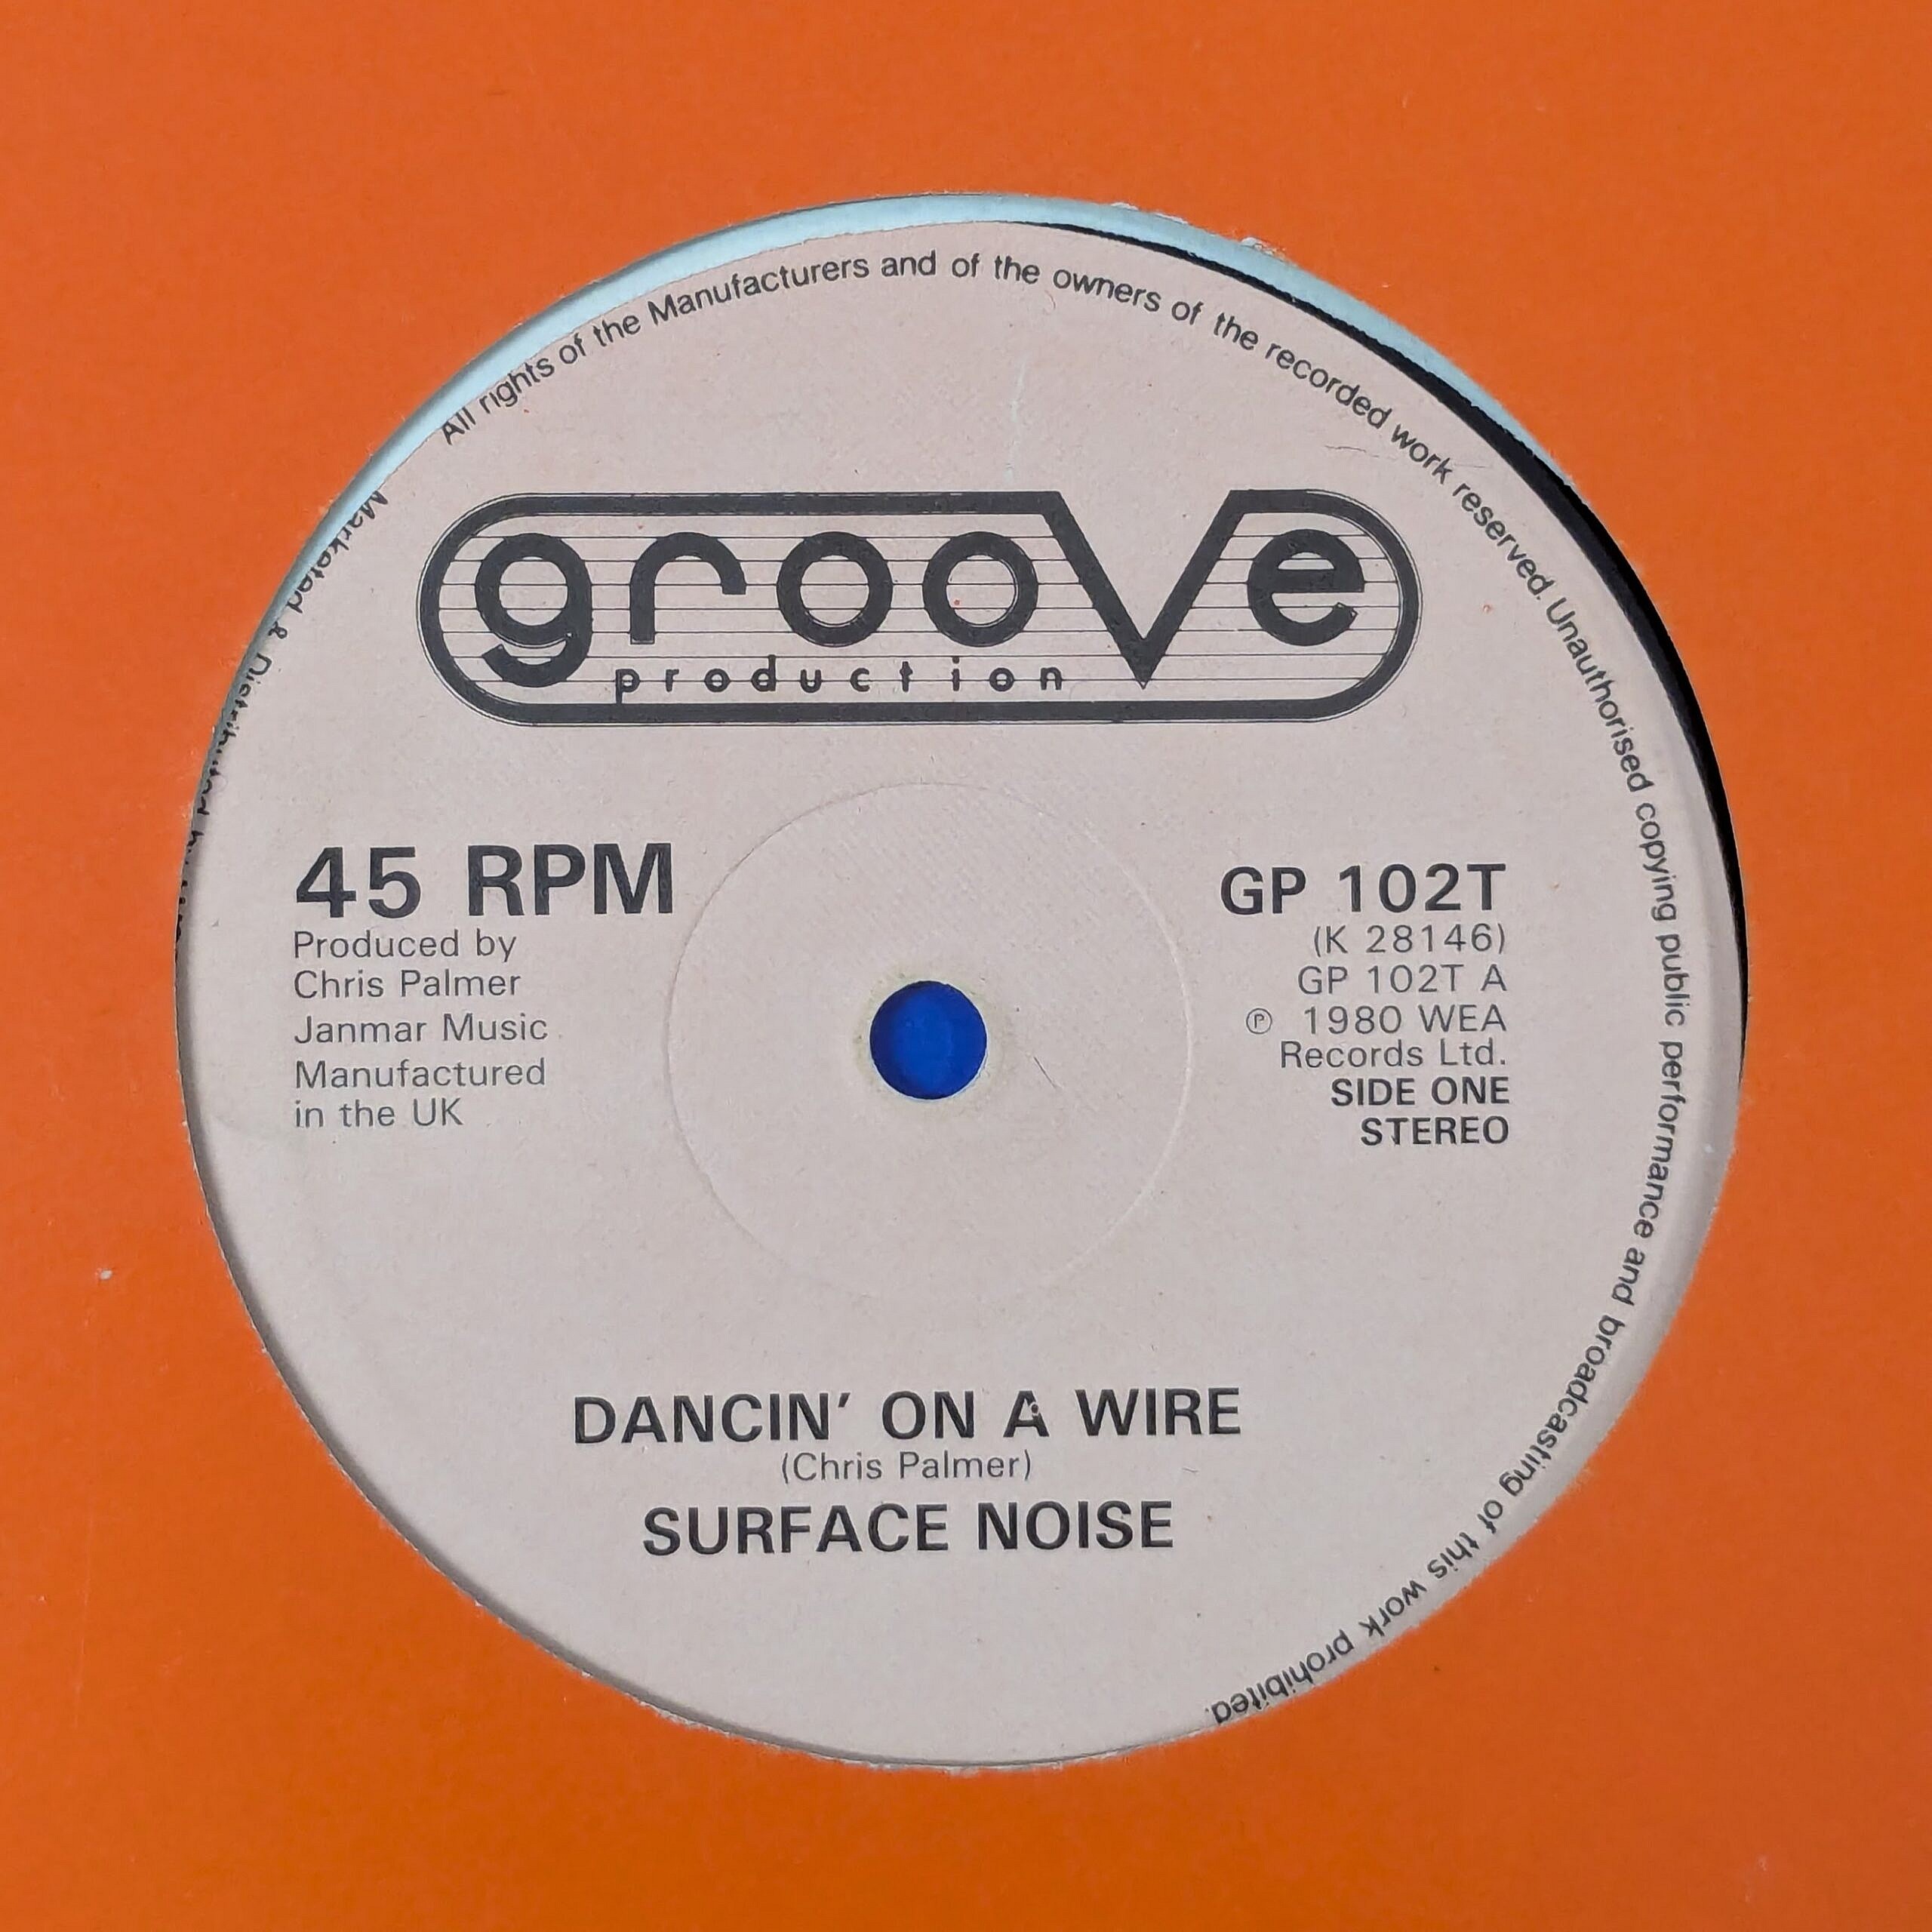 All rights of the Manufacturers and of the owners of the recorded work reserved. Unauthorised copying public performance and broadcasting of this work prohibited.
Marketed & Distributed by
groove
production
45 RPM
Produced by
Chris Palmer
Janmar Music
Manufactured
in the UK
GP 102T
(K 28146)
GP 102T A
℗ 1980 WEA
Records Ltd.
SIDE ONE
STEREO
DANCIN' ON A WIRE
(Chris Palmer)
SURFACE NOISE